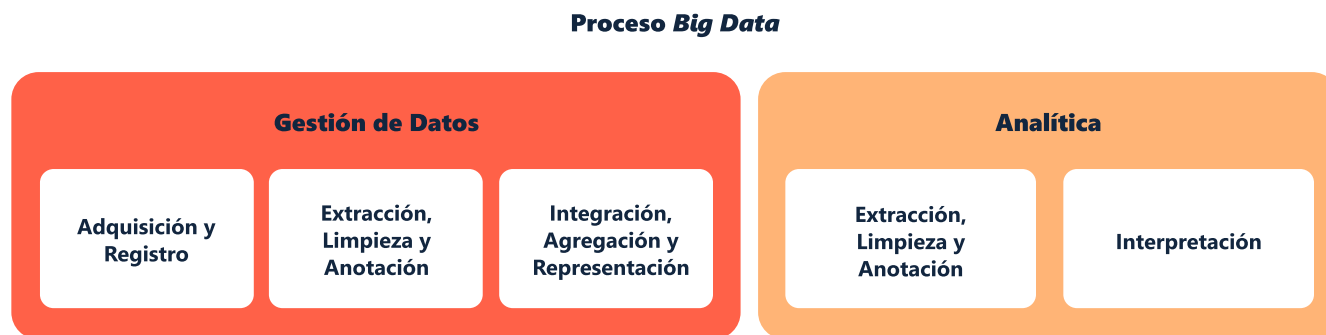 Proceso Big Data
Gestión de Datos
Adquisición y
Registro
Extracción,
Limpieza y
Anotación
Integración,
Agregación y
Representación
Analítica
Extracción,
Limpieza y
Anotación
Interpretación